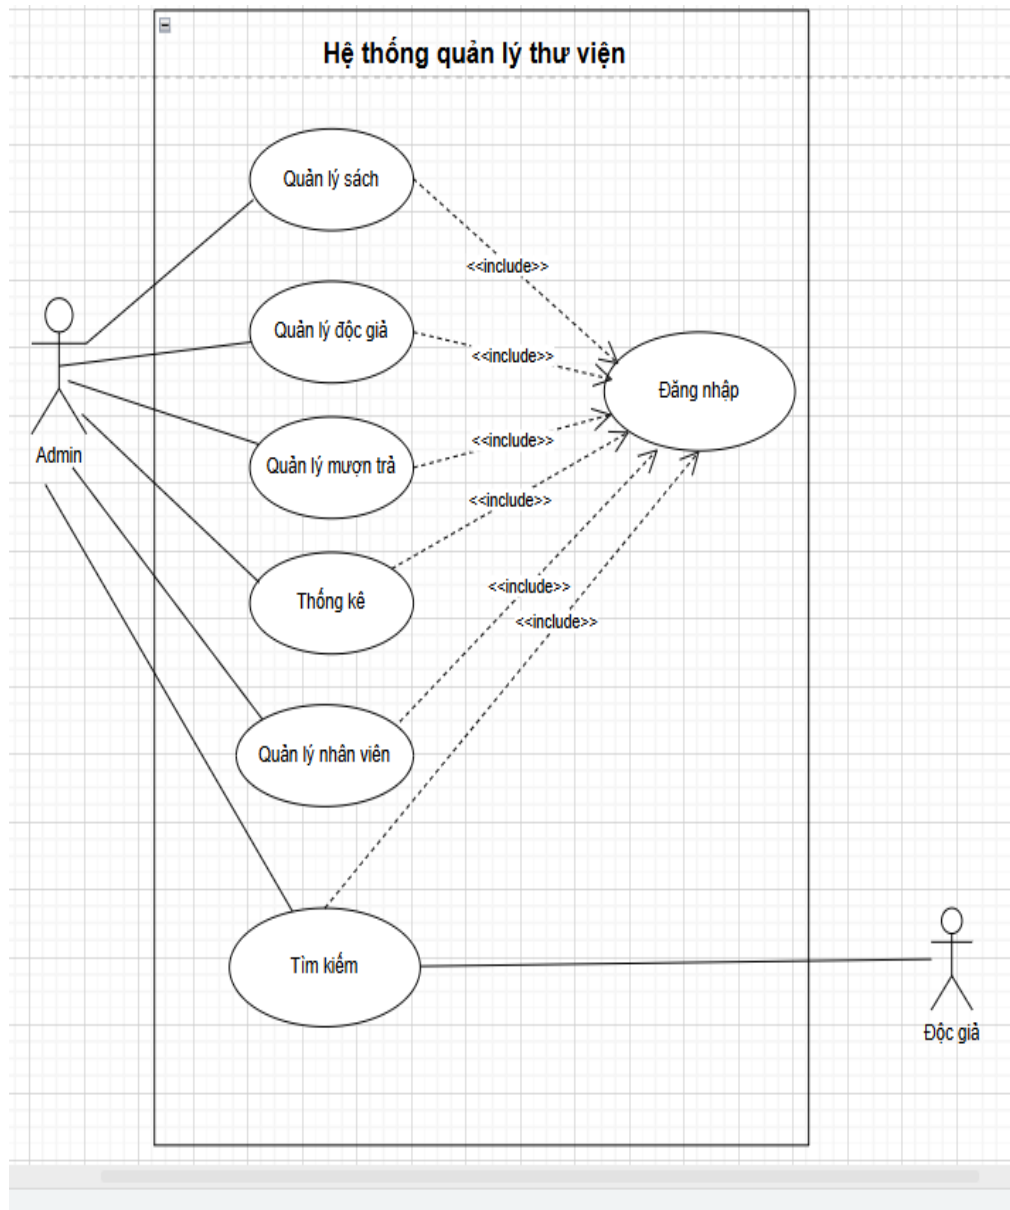 Hệ thống quản lý thư viện
Quản lý sách
<<include>>
Quản lý độc giả
<<include>>
Đăng nhập
Admin
Quản lý mượn trả
<<include>>
<<include>>
Thống kê
<<include>>
<<include>>
Quản lý nhân viên
Tìm kiếm
Độc giả